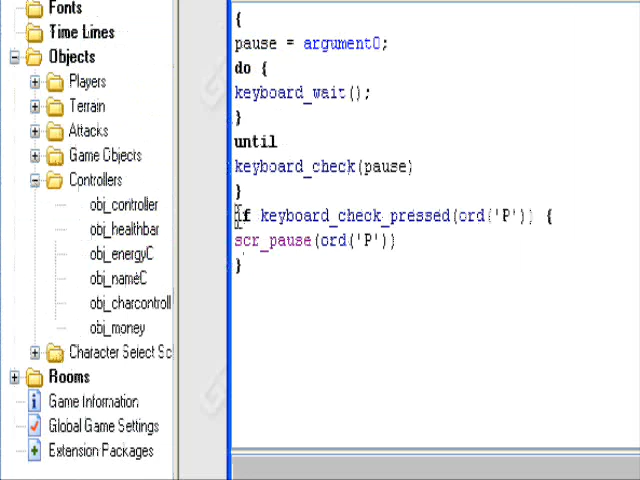 Fonts
Time Lines
Objects
Players
Terrain
Attacks
Game Objects
Controllers
obj_controller
obj_healthbar
obj_energyC
obj_nameC
obj_charcontroll
obj_money
Character Select Sc
Rooms
Game Information
Global Game Settings
Extension Packages
{
pause = argument0;
do {
keyboard_wait();
}
until
keyboard_check(pause)
}
if keyboard_check_pressed(ord('P')) {
scr_pause(ord('P'))
}